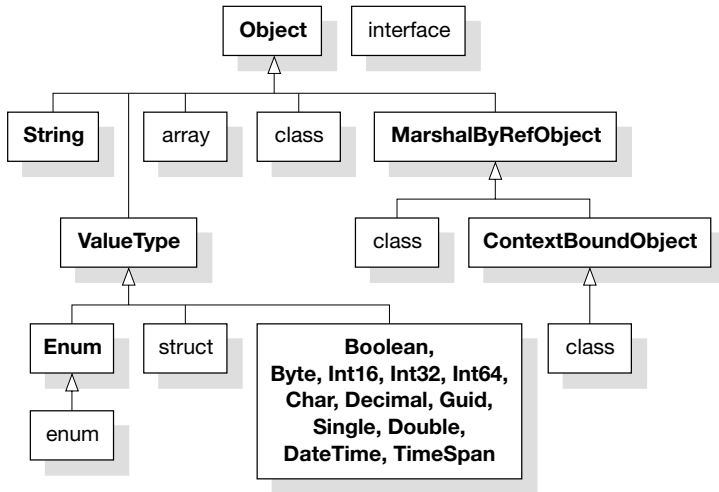 Object
interface
String
array
class
MarshalByRefObject
ValueType
class
ContextBoundObject
Enum
struct
Boolean,
Byte, Int16, Int32, Int64,
Char, Decimal, Guid,
Single, Double,
DateTime, TimeSpan
class
enum